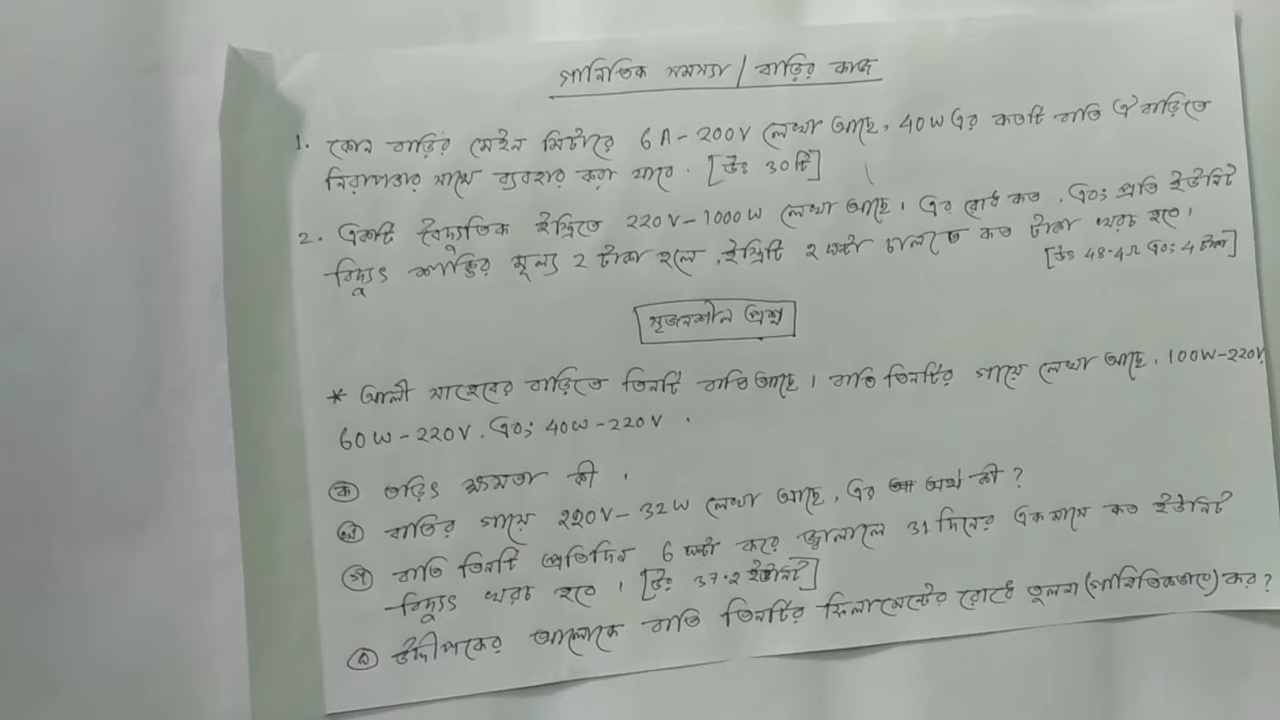 গাণিতিক সমস্যা / বাড়ির কাজ
1. কোন বাড়ির মেইন মিটারে 6A-200V লেখা আছে, 40W এর কতটি বাতি ঐ বাড়িতে
নিরাপত্তার সাথে ব্যবহার করা যাবে. [উঃ 30টি]
2. একটি বৈদ্যুতিক ইস্ত্রিতে 220V-1000W লেখা আছে। এর রোধ কত, এবং প্রতি ইউনিট
বিদ্যুৎ শক্তির মূল্য 2 টাকা হলে, ইস্ত্রিটি 2 ঘন্টা চালাতে কত টাকা খরচ হবে।
[উঃ 48.4Ω এবং 4 টাকা]
সৃজনশীল প্রশ্ন
* আলী সাহেবের বাড়িতে তিনটি বাতি আছে। বাতি তিনটির গায়ে লেখা আছে, 100W-220V,
60W-220V, এবং 40W-220V.
ক তড়িৎ ক্ষমতা কী.
খ বাতির গায়ে 220V-32W লেখা আছে, এর অর্থ কী?
গ বাতি তিনটি প্রতিদিন 6 ঘন্টা করে জ্বালালে 31 দিনের এক মাসে কত ইউনিট
বিদ্যুৎ খরচ হবে। [উঃ 37.2 ইউনিট]
ঘ উদ্দীপকের আলোকে বাতি তিনটির ফিলামেন্টের রোধের তুলনা (গাণিতিকভাবে) কর?